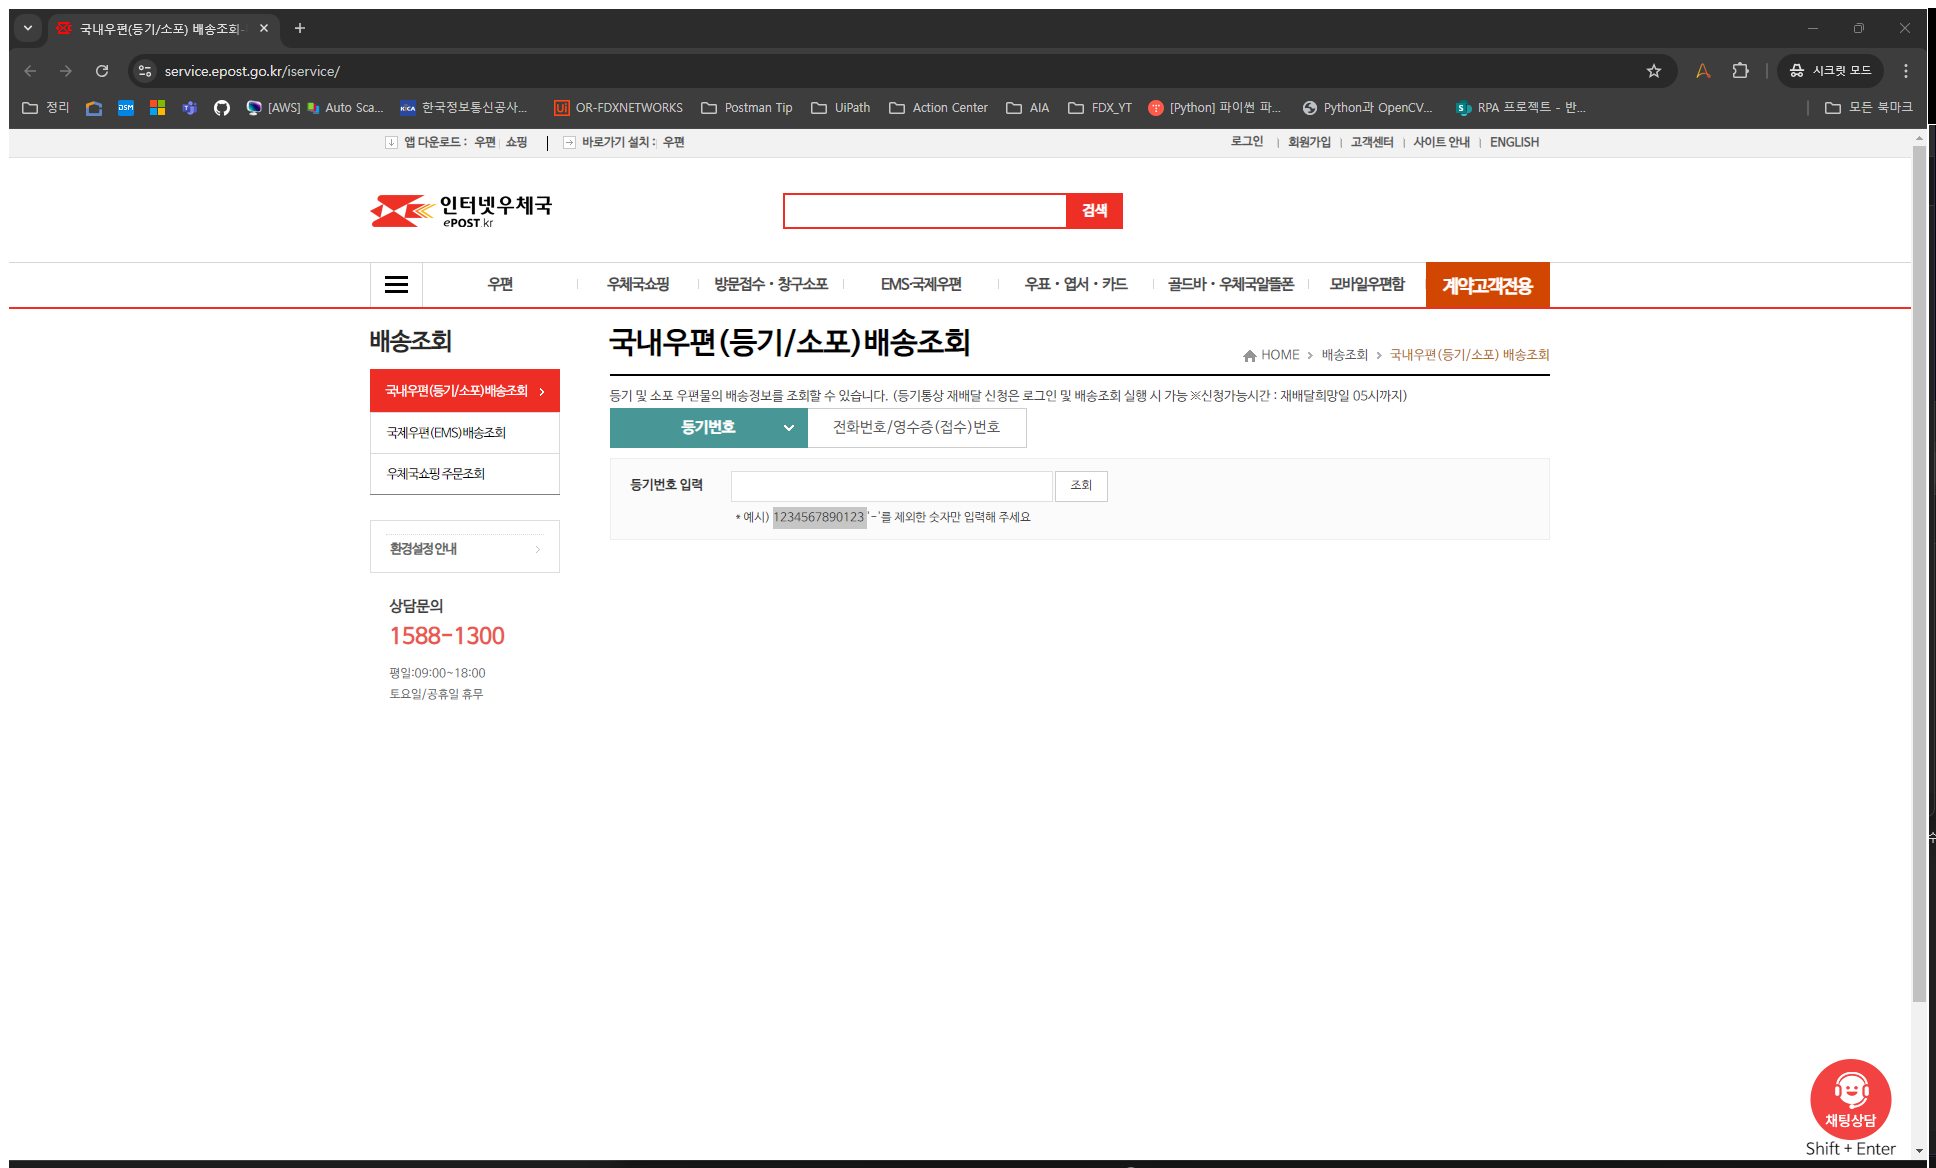 국내우편(등기/소포) 배송조회-
service.epost.go.kr/iservice/
시크릿 모드
정리
[AWS]
Auto Sca...
한국정보통신공사...
OR-FDXNETWORKS
Postman Tip
UiPath
Action Center
AIA
FDX_YT
[Python] 파이썬 파...
Python과 OpenCV...
RPA 프로젝트 - 반...
모든 북마크
앱 다운로드 : 우편 쇼핑 바로가기 설치 : 우편
로그인 회원가입 고객센터 사이트 안내 ENGLISH
인터넷우체국
ePOST.kr
검색
우편 우체국쇼핑 방문접수·창구소포 EMS·국제우편 우표·엽서·카드 골드바·우체국알뜰폰 모바일우편함 계약고객전용
배송조회
국내우편(등기/소포)배송조회
국제우편(EMS)배송조회
우체국쇼핑 주문조회
환경설정 안내
상담문의
1588-1300
평일:09:00~18:00
토요일/공휴일 휴무
국내우편(등기/소포)배송조회
HOME > 배송조회 > 국내우편(등기/소포) 배송조회
등기 및 소포 우편물의 배송정보를 조회할 수 있습니다. (등기통상 재배달 신청은 로그인 및 배송조회 실행 시 가능 ※신청가능시간 : 재배달희망일 05시까지)
등기번호
전화번호/영수증(접수)번호
등기번호 입력
조회
* 예시) 1234567890123 '-'를 제외한 숫자만 입력해 주세요
채팅상담
Shift + Enter